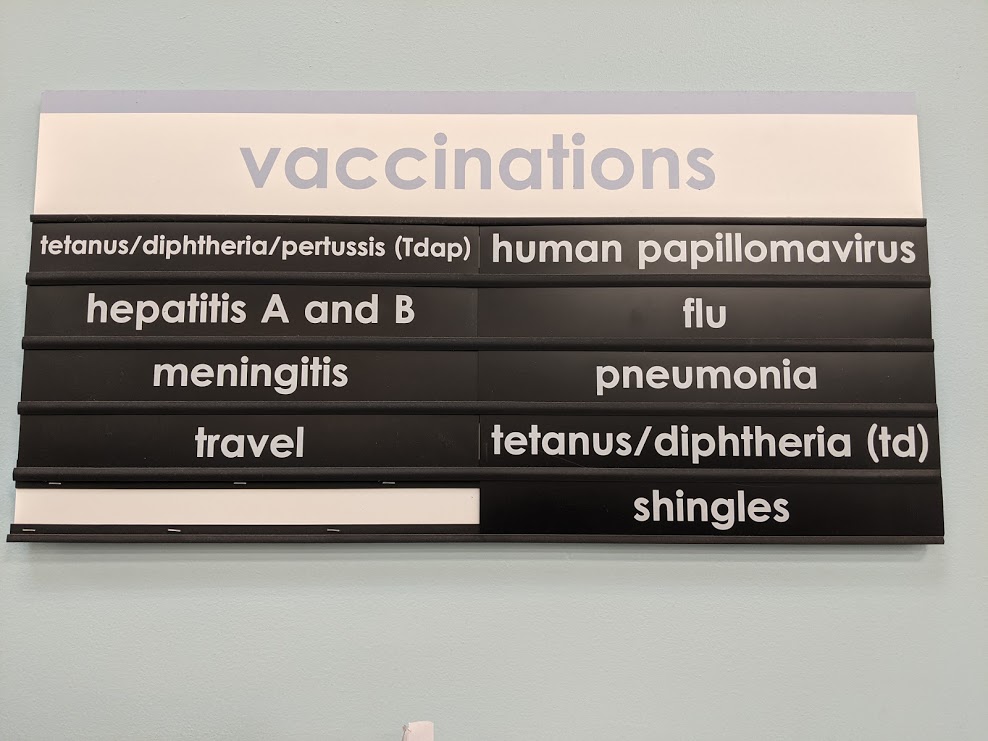 vaccinations
tetanus/diphtheria/pertussis (Tdap)
human papillomavirus
hepatitis A and B
flu
meningitis
pneumonia
travel
tetanus/diphtheria (td)
shingles